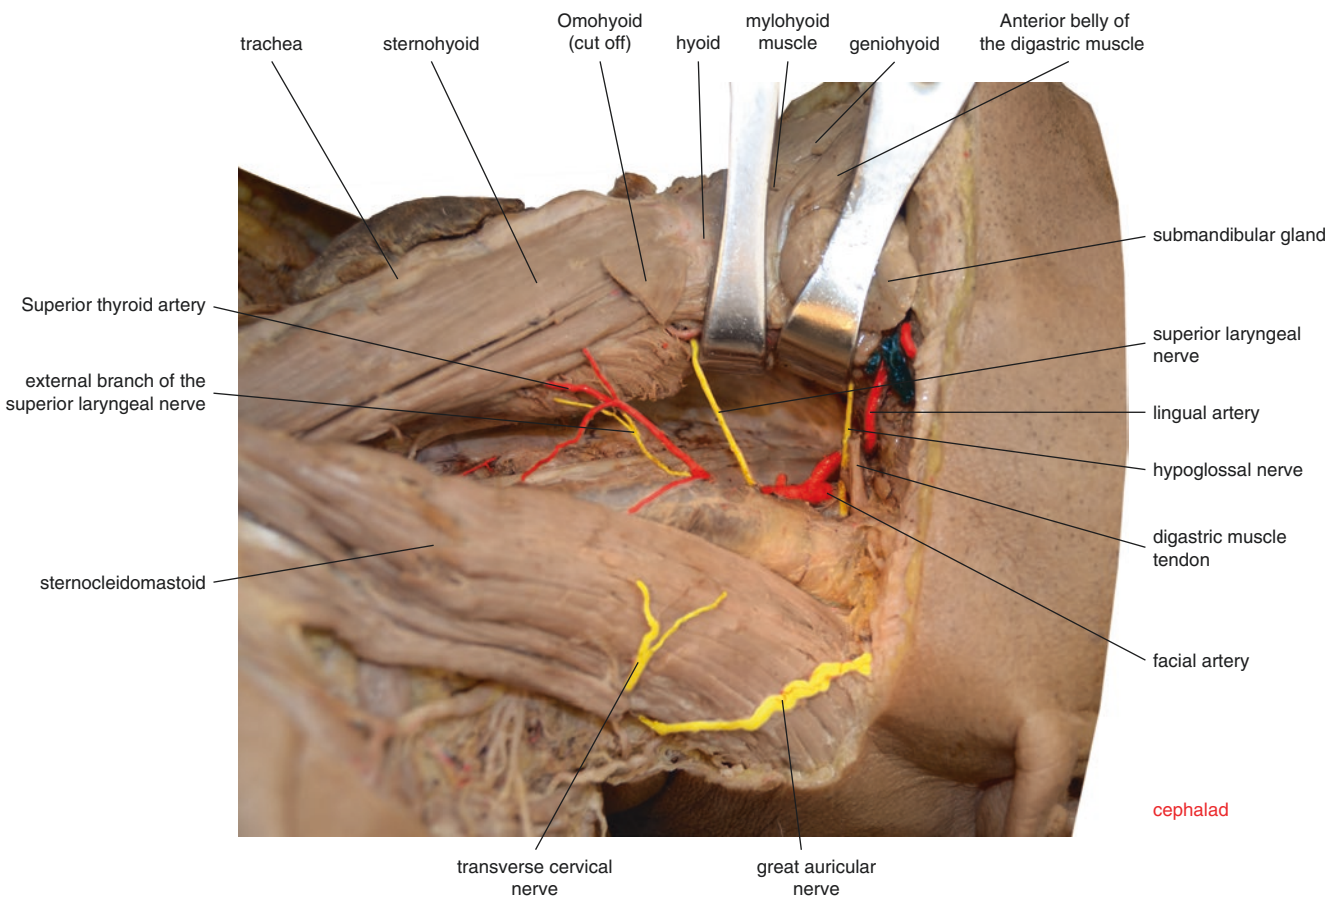 trachea
sternohyoid
Omohyoid
(cut off)
hyoid
mylohyoid
muscle
geniohyoid
Anterior belly of
the digastric muscle
submandibular gland
Superior thyroid artery
superior laryngeal
nerve
external branch of the
superior laryngeal nerve
lingual artery
hypoglossal nerve
digastric muscle
tendon
sternocleidomastoid
facial artery
cephalad
transverse cervical
nerve
great auricular
nerve